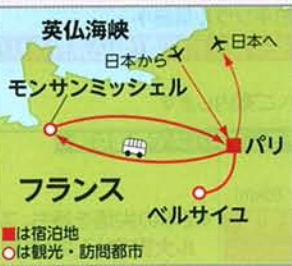 英仏海峡
日本から
日本へ
モンサンミッシェル
パリ
フランス
ベルサイユ
■は宿泊地
○は観光・訪問都市